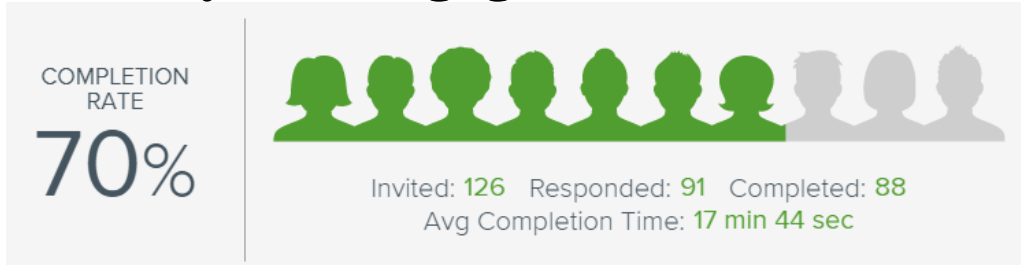 COMPLETION
RATE
70%
Invited: 126 Responded: 91 Completed: 88
Avg Completion Time: 17 min 44 sec